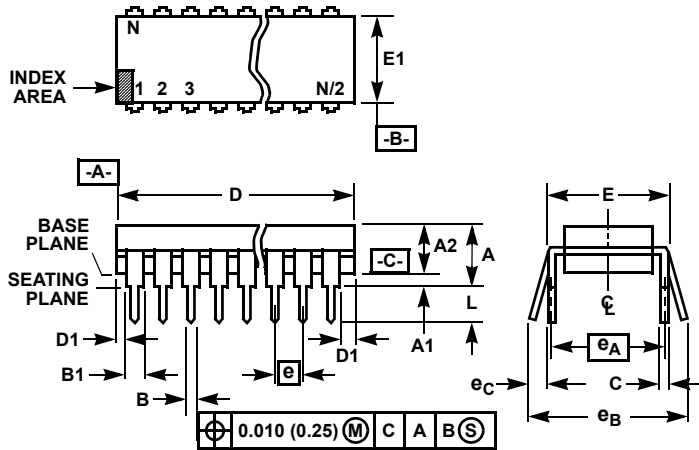 N
E1
INDEX
AREA
1 2 3 N/2
-B-
-A-
D
E
BASE
PLANE
A2
A
-C-
SEATING
PLANE
L
C
L
D1
A1
D1
eA
B1
e
eC
C
B
eB
⌖ 0.010 (0.25) Ⓜ C A B Ⓢ